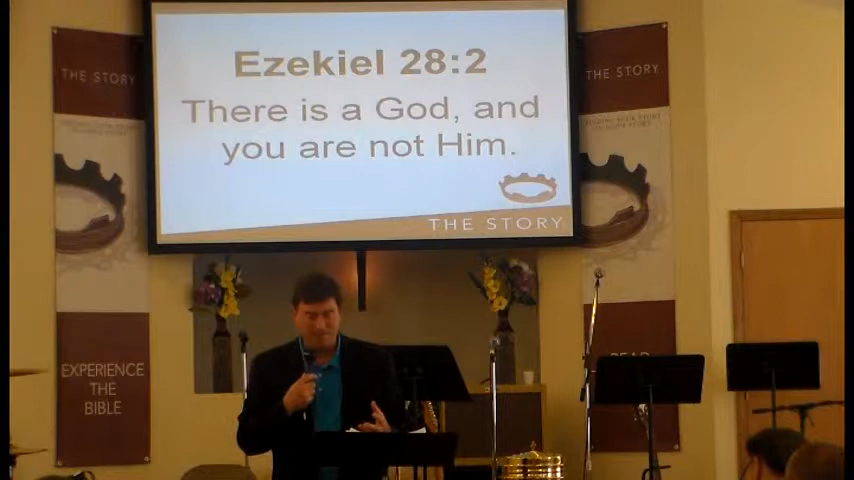 Ezekiel 28:2
There is a God, and
you are not Him.
THE STORY
THE STORY
EXPERIENCE
THE
BIBLE
THE STORY
READ